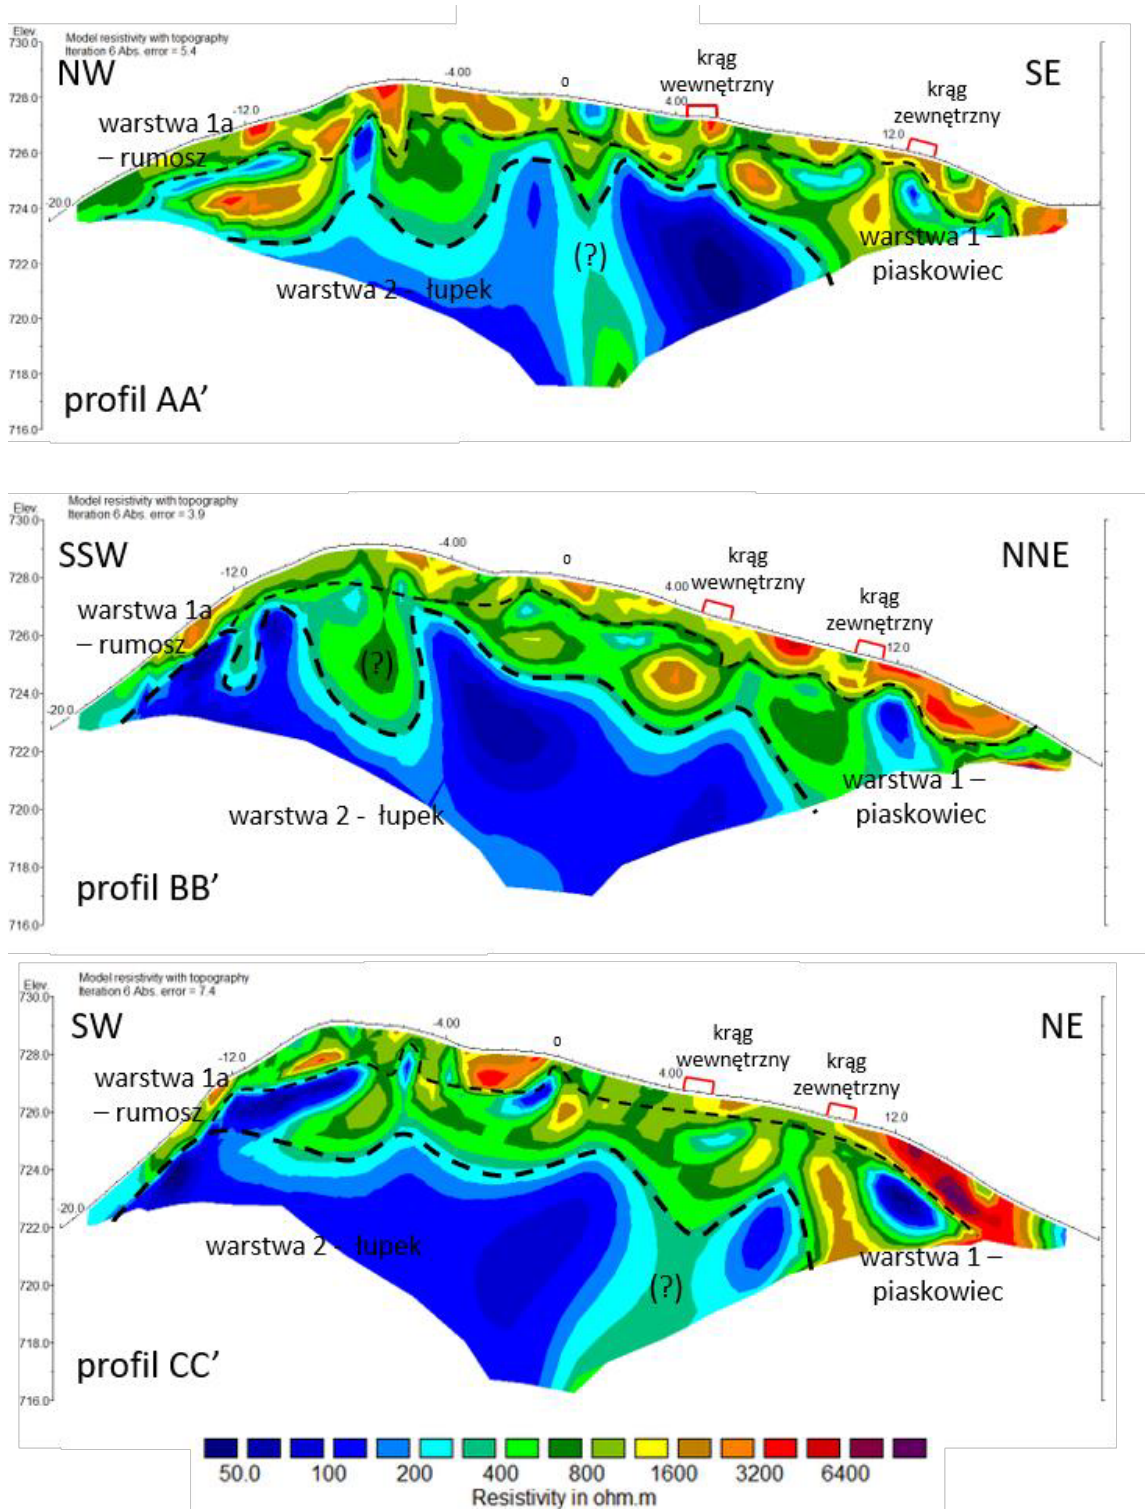 Elev.
Model resistivity with topography
Iteration 6 Abs. error = 5.4
730.0
728.0
726.0
724.0
722.0
720.0
718.0
716.0
NW
SE
-20.0
-12.0
-4.00
0
4.00
12.0
krąg
wewnętrzny
krąg
zewnętrzny
warstwa 1a
– rumosz
(?)
warstwa 1 –
piaskowiec
warstwa 2 - łupek
profil AA’
Elev.
Model resistivity with topography
Iteration 6 Abs. error = 3.9
730.0
728.0
726.0
724.0
722.0
720.0
718.0
716.0
SSW
NNE
-20.0
-12.0
-4.00
0
4.00
12.0
krąg
wewnętrzny
krąg
zewnętrzny
warstwa 1a
– rumosz
(?)
warstwa 1 –
piaskowiec
warstwa 2 - łupek
profil BB’
Elev.
Model resistivity with topography
Iteration 6 Abs. error = 7.4
730.0
728.0
726.0
724.0
722.0
720.0
718.0
716.0
SW
NE
-20.0
-12.0
-4.00
0
4.00
12.0
krąg
wewnętrzny
krąg
zewnętrzny
warstwa 1a
– rumosz
(?)
warstwa 1 –
piaskowiec
warstwa 2 - łupek
profil CC’
50.0 100 200 400 800 1600 3200 6400
Resistivity in ohm.m